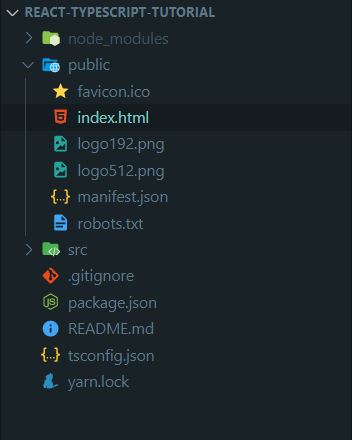 REACT-TYPESCRIPT-TUTORIAL
node_modules
public
favicon.ico
index.html
logo192.png
logo512.png
manifest.json
robots.txt
src
.gitignore
package.json
README.md
tsconfig.json
yarn.lock